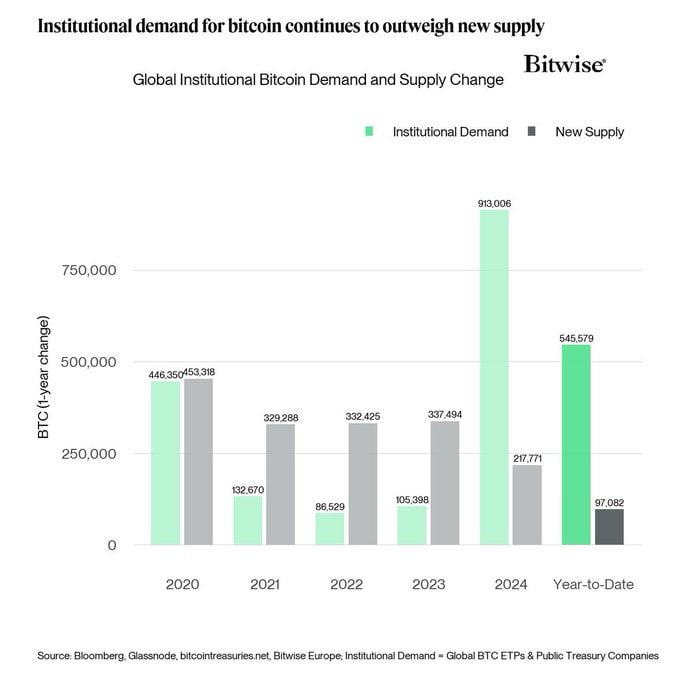 Institutional demand for bitcoin continues to outweigh new supply
Bitwise®
Global Institutional Bitcoin Demand and Supply Change
Institutional Demand
New Supply
BTC (1-year change)
750,000
500,000
250,000
0
446,350
453,318
132,670
329,288
86,529
332,425
105,398
337,494
913,006
217,771
545,579
97,082
2020
2021
2022
2023
2024
Year-to-Date
Source: Bloomberg, Glassnode, bitcointreasuries.net, Bitwise Europe; Institutional Demand = Global BTC ETPs & Public Treasury Companies